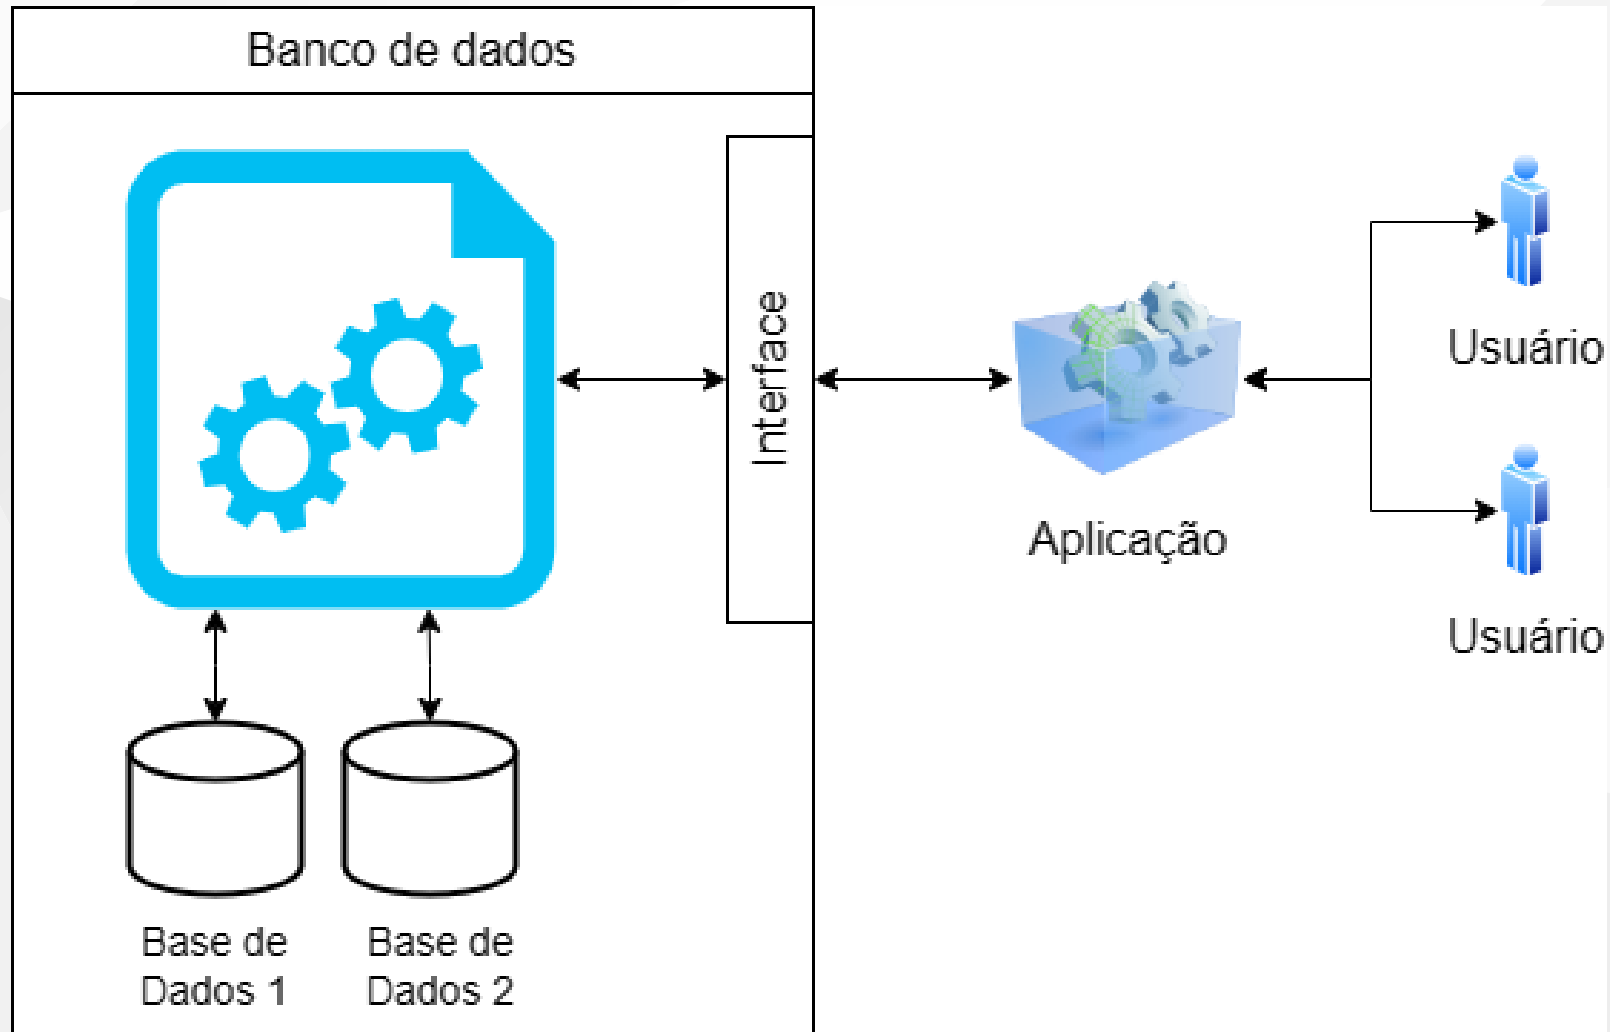 Banco de dados
Interface
Aplicação
Usuário
Usuário
Base de
Dados 1
Base de
Dados 2